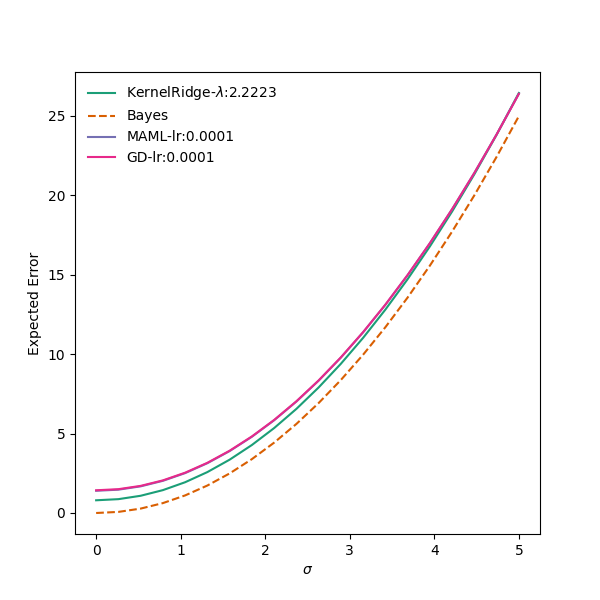 KernelRidge-λ:2.2223
Bayes
MAML-lr:0.0001
GD-lr:0.0001
Expected Error
25
20
15
10
5
0
0 1 2 3 4 5
σ